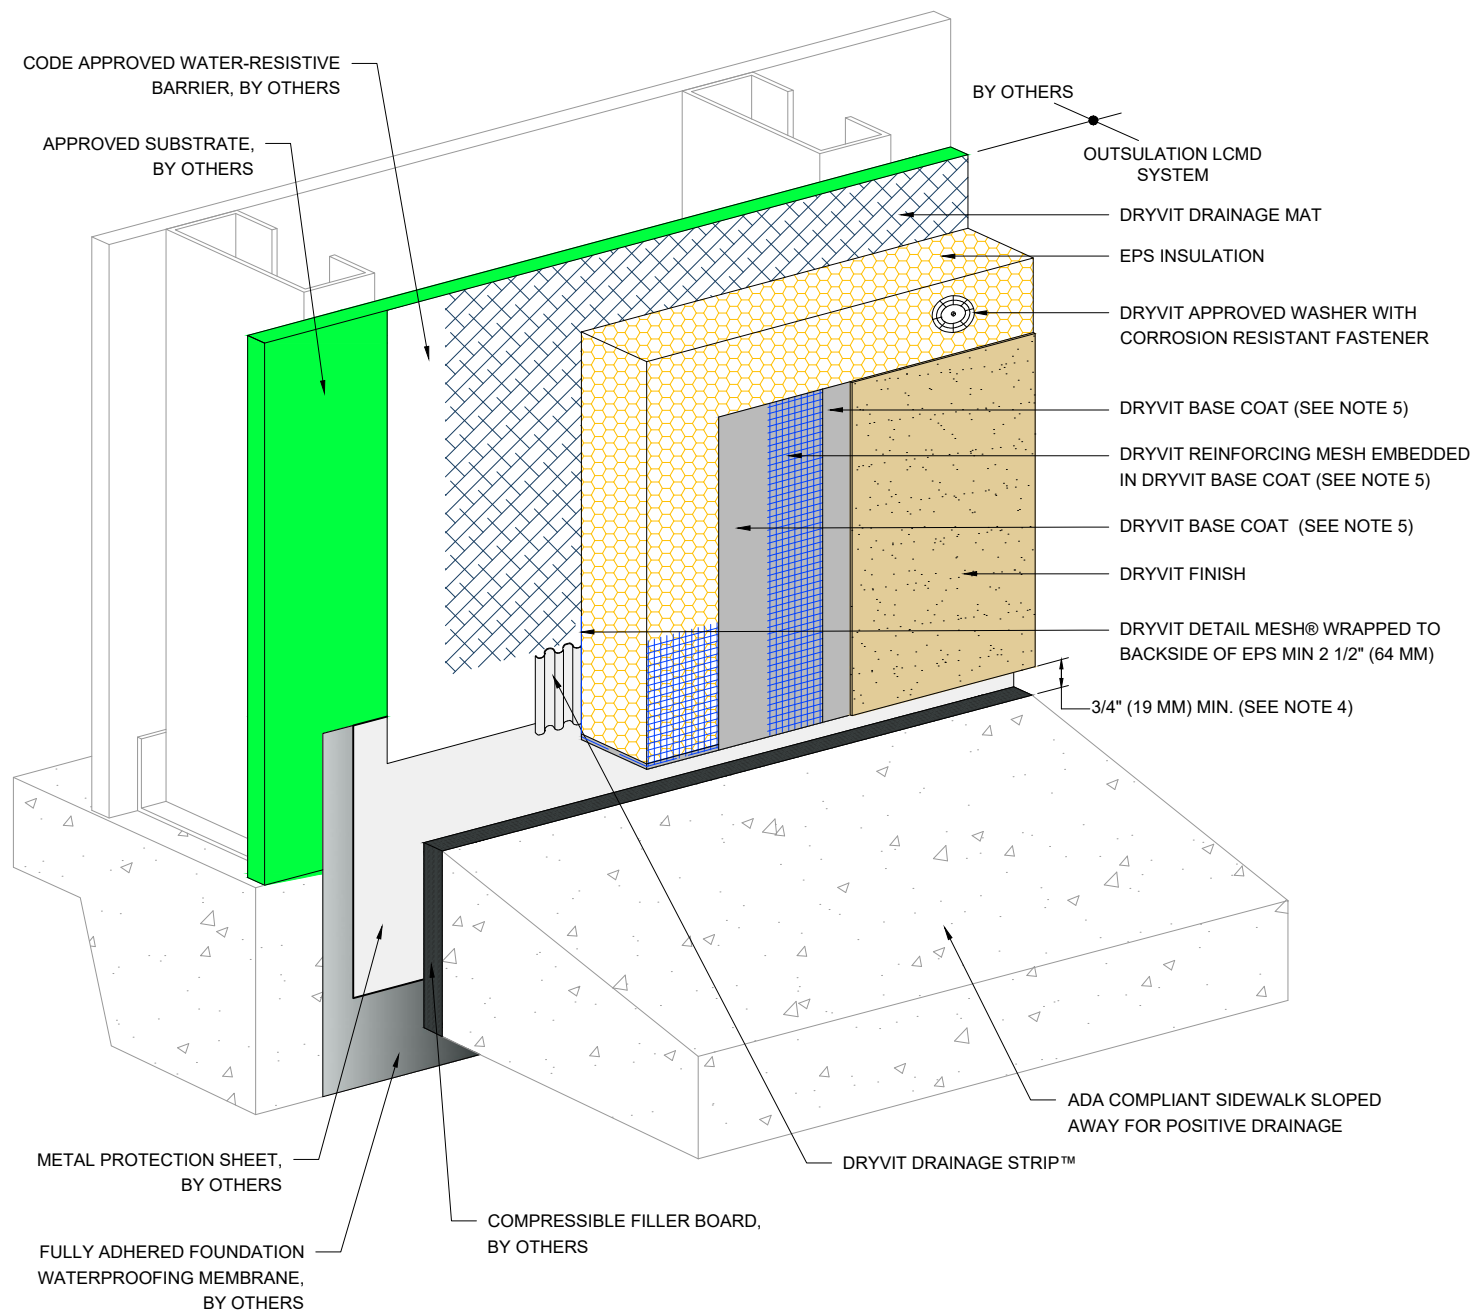 CODE APPROVED WATER-RESISTIVE
BARRIER, BY OTHERS
APPROVED SUBSTRATE,
BY OTHERS
BY OTHERS
OUTSULATION LCMD
SYSTEM
DRYVIT DRAINAGE MAT
EPS INSULATION
DRYVIT APPROVED WASHER WITH
CORROSION RESISTANT FASTENER
DRYVIT BASE COAT (SEE NOTE 5)
DRYVIT REINFORCING MESH EMBEDDED
IN DRYVIT BASE COAT (SEE NOTE 5)
DRYVIT BASE COAT (SEE NOTE 5)
DRYVIT FINISH
DRYVIT DETAIL MESH® WRAPPED TO
BACKSIDE OF EPS MIN 2 1/2" (64 MM)
3/4" (19 MM) MIN. (SEE NOTE 4)
ADA COMPLIANT SIDEWALK SLOPED
AWAY FOR POSITIVE DRAINAGE
DRYVIT DRAINAGE STRIP™
METAL PROTECTION SHEET,
BY OTHERS
COMPRESSIBLE FILLER BOARD,
BY OTHERS
FULLY ADHERED FOUNDATION
WATERPROOFING MEMBRANE,
BY OTHERS